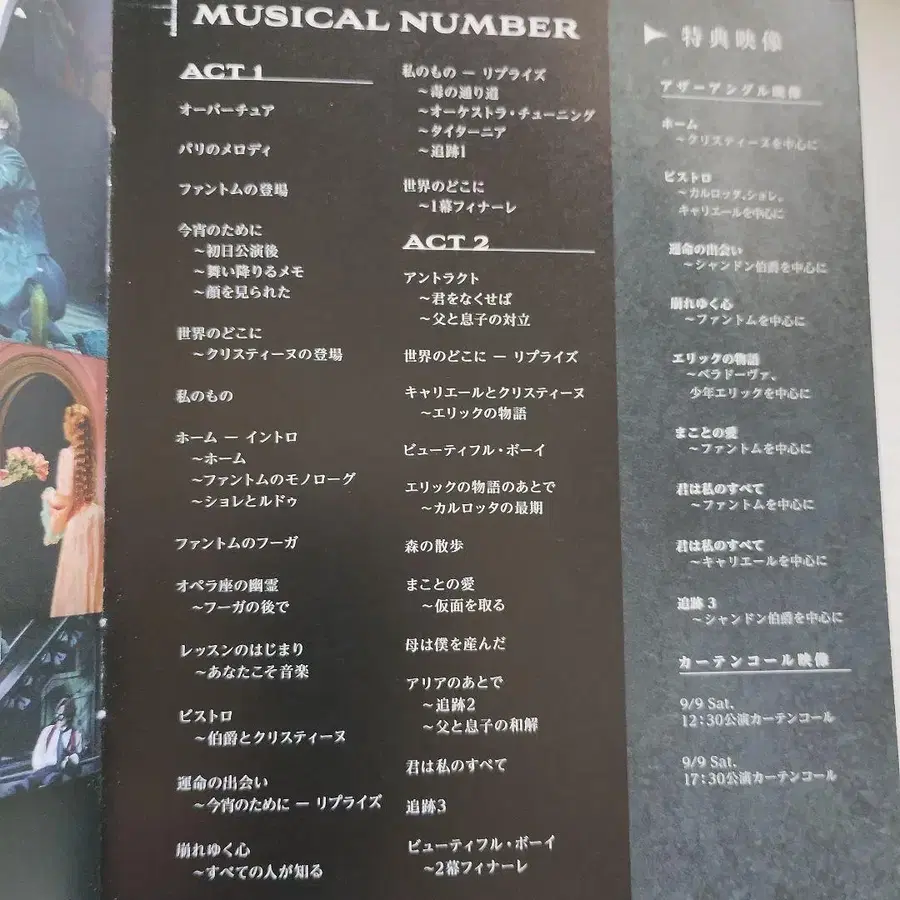 MUSICAL NUMBER
ACT 1
オーバーチュア
パリのメロディ
ファントムの登場
今宵のために
～初日公演後
～舞い降りるメモ
～顔を見られた
世界のどこに
～クリスティーヌの登場
私のもの
ホーム ー イントロ
～ホーム
～ファントムのモノローグ
～ショレとルドゥ
ファントムのフーガ
オペラ座の幽霊
～フーガの後で
レッスンのはじまり
～あなたこそ音楽
ビストロ
～伯爵とクリスティーヌ
運命の出会い
～今宵のために ー リプライズ
崩れゆく心
～すべての人が知る
私のもの ー リプライズ
～毒の通り道
～オーケストラ・チューニング
～タイターニア
～追跡1
世界のどこに
～1幕フィナーレ
ACT 2
アントラクト
～君をなくせば
～父と息子の対立
世界のどこに ー リプライズ
キャリエールとクリスティーヌ
～エリックの物語
ビューティフル・ボーイ
エリックの物語のあとで
～カルロッタの最期
森の散歩
まことの愛
～仮面を取る
母は僕を産んだ
アリアのあとで
～追跡2
～父と息子の和解
君は私のすべて
追跡3
ビューティフル・ボーイ
～2幕フィナーレ
特典映像
アザーアングル映像
ホーム
～クリスティーヌを中心に
ビストロ
～カルロッタ、ショレ、
キャリエールを中心に
運命の出会い
～シャンドン伯爵を中心に
崩れゆく心
～ファントムを中心に
エリックの物語
～ベラドーヴァ、
少年エリックを中心に
まことの愛
～ファントムを中心に
君は私のすべて
～ファントムを中心に
君は私のすべて
～キャリエールを中心に
追跡 3
～シャンドン伯爵を中心に
カーテンコール映像
9/9 Sat.
12:30公演カーテンコール
9/9 Sat.
17:30公演カーテンコール